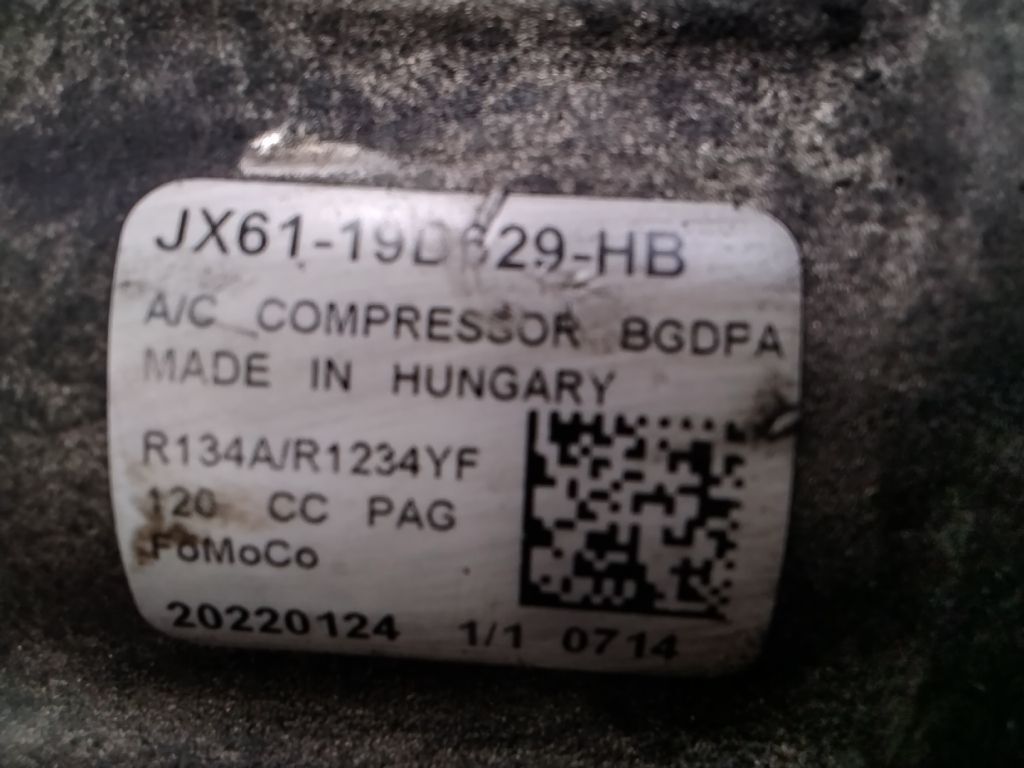 JX61-19D629-HB
A/C COMPRESSOR BGDPA
MADE IN HUNGARY
R134A/R1234YF
120 CC PAG
FoMoCo
20220124 1/1 0714